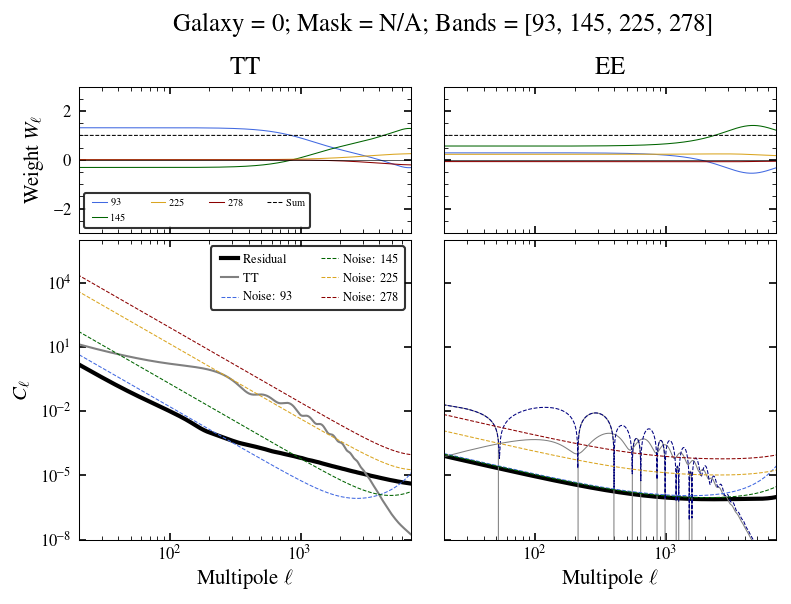 Galaxy = 0; Mask = N/A; Bands = [93, 145, 225, 278]
TT
EE
Weight W_ℓ
2
0
−2
93
225
278
Sum
145
C_ℓ
10^4
10^1
10^−2
10^−5
10^−8
Residual
TT
Noise: 93
Noise: 145
Noise: 225
Noise: 278
10^2
10^3
10^2
10^3
Multipole ℓ
Multipole ℓ